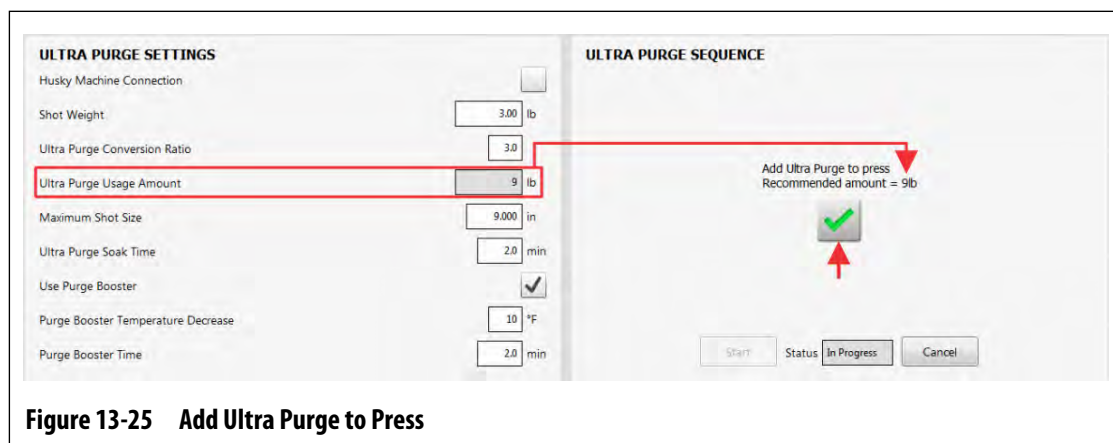 ULTRA PURGE SETTINGS
Husky Machine Connection
Shot Weight 3.00 lb
Ultra Purge Conversion Ratio 3.0
Ultra Purge Usage Amount 9 lb
Maximum Shot Size 9.000 in
Ultra Purge Soak Time 2.0 min
Use Purge Booster
Purge Booster Temperature Decrease 10 °F
Purge Booster Time 2.0 min
ULTRA PURGE SEQUENCE
Add Ultra Purge to press
Recommended amount = 9lb
Start Status In Progress Cancel
Figure 13-25 Add Ultra Purge to Press